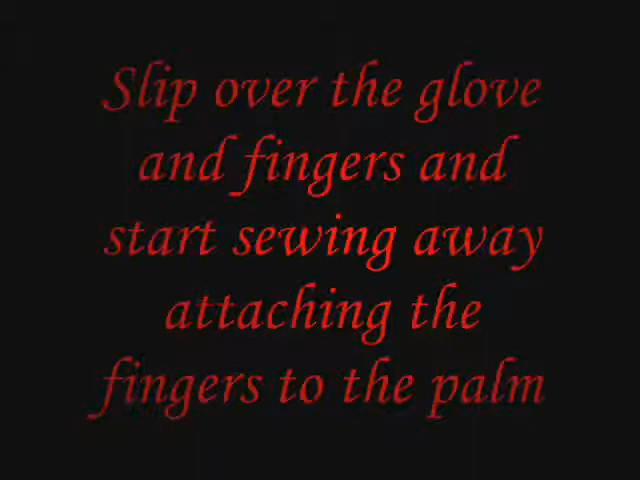 Slip over the glove
and fingers and
start sewing away
attaching the
fingers to the palm